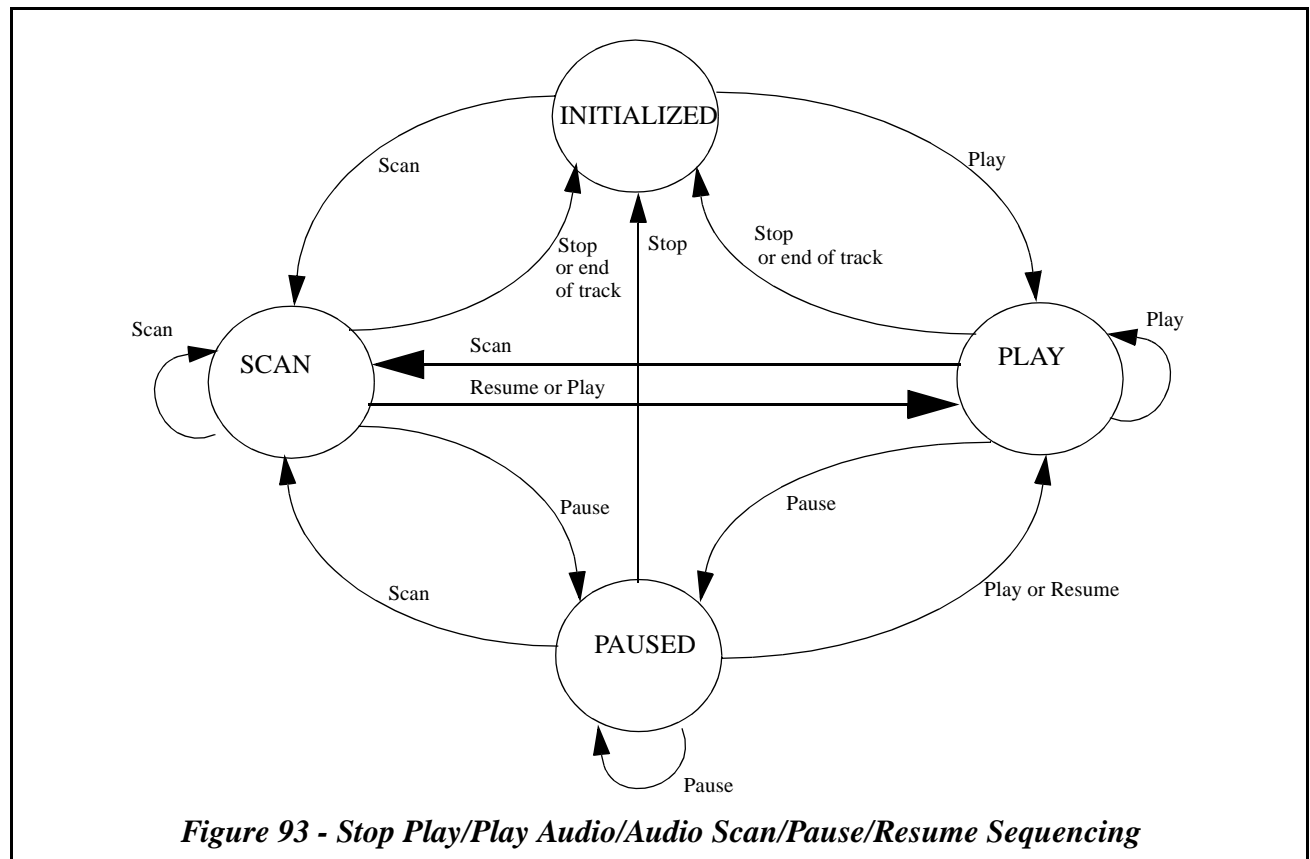 INITIALIZED
Scan
Play
Stop
or end
of track
Stop
Stop
or end of track
Scan
SCAN
Scan
Resume or Play
PLAY
Play
Pause
Pause
Scan
Play or Resume
PAUSED
Pause
Figure 93 - Stop Play/Play Audio/Audio Scan/Pause/Resume Sequencing